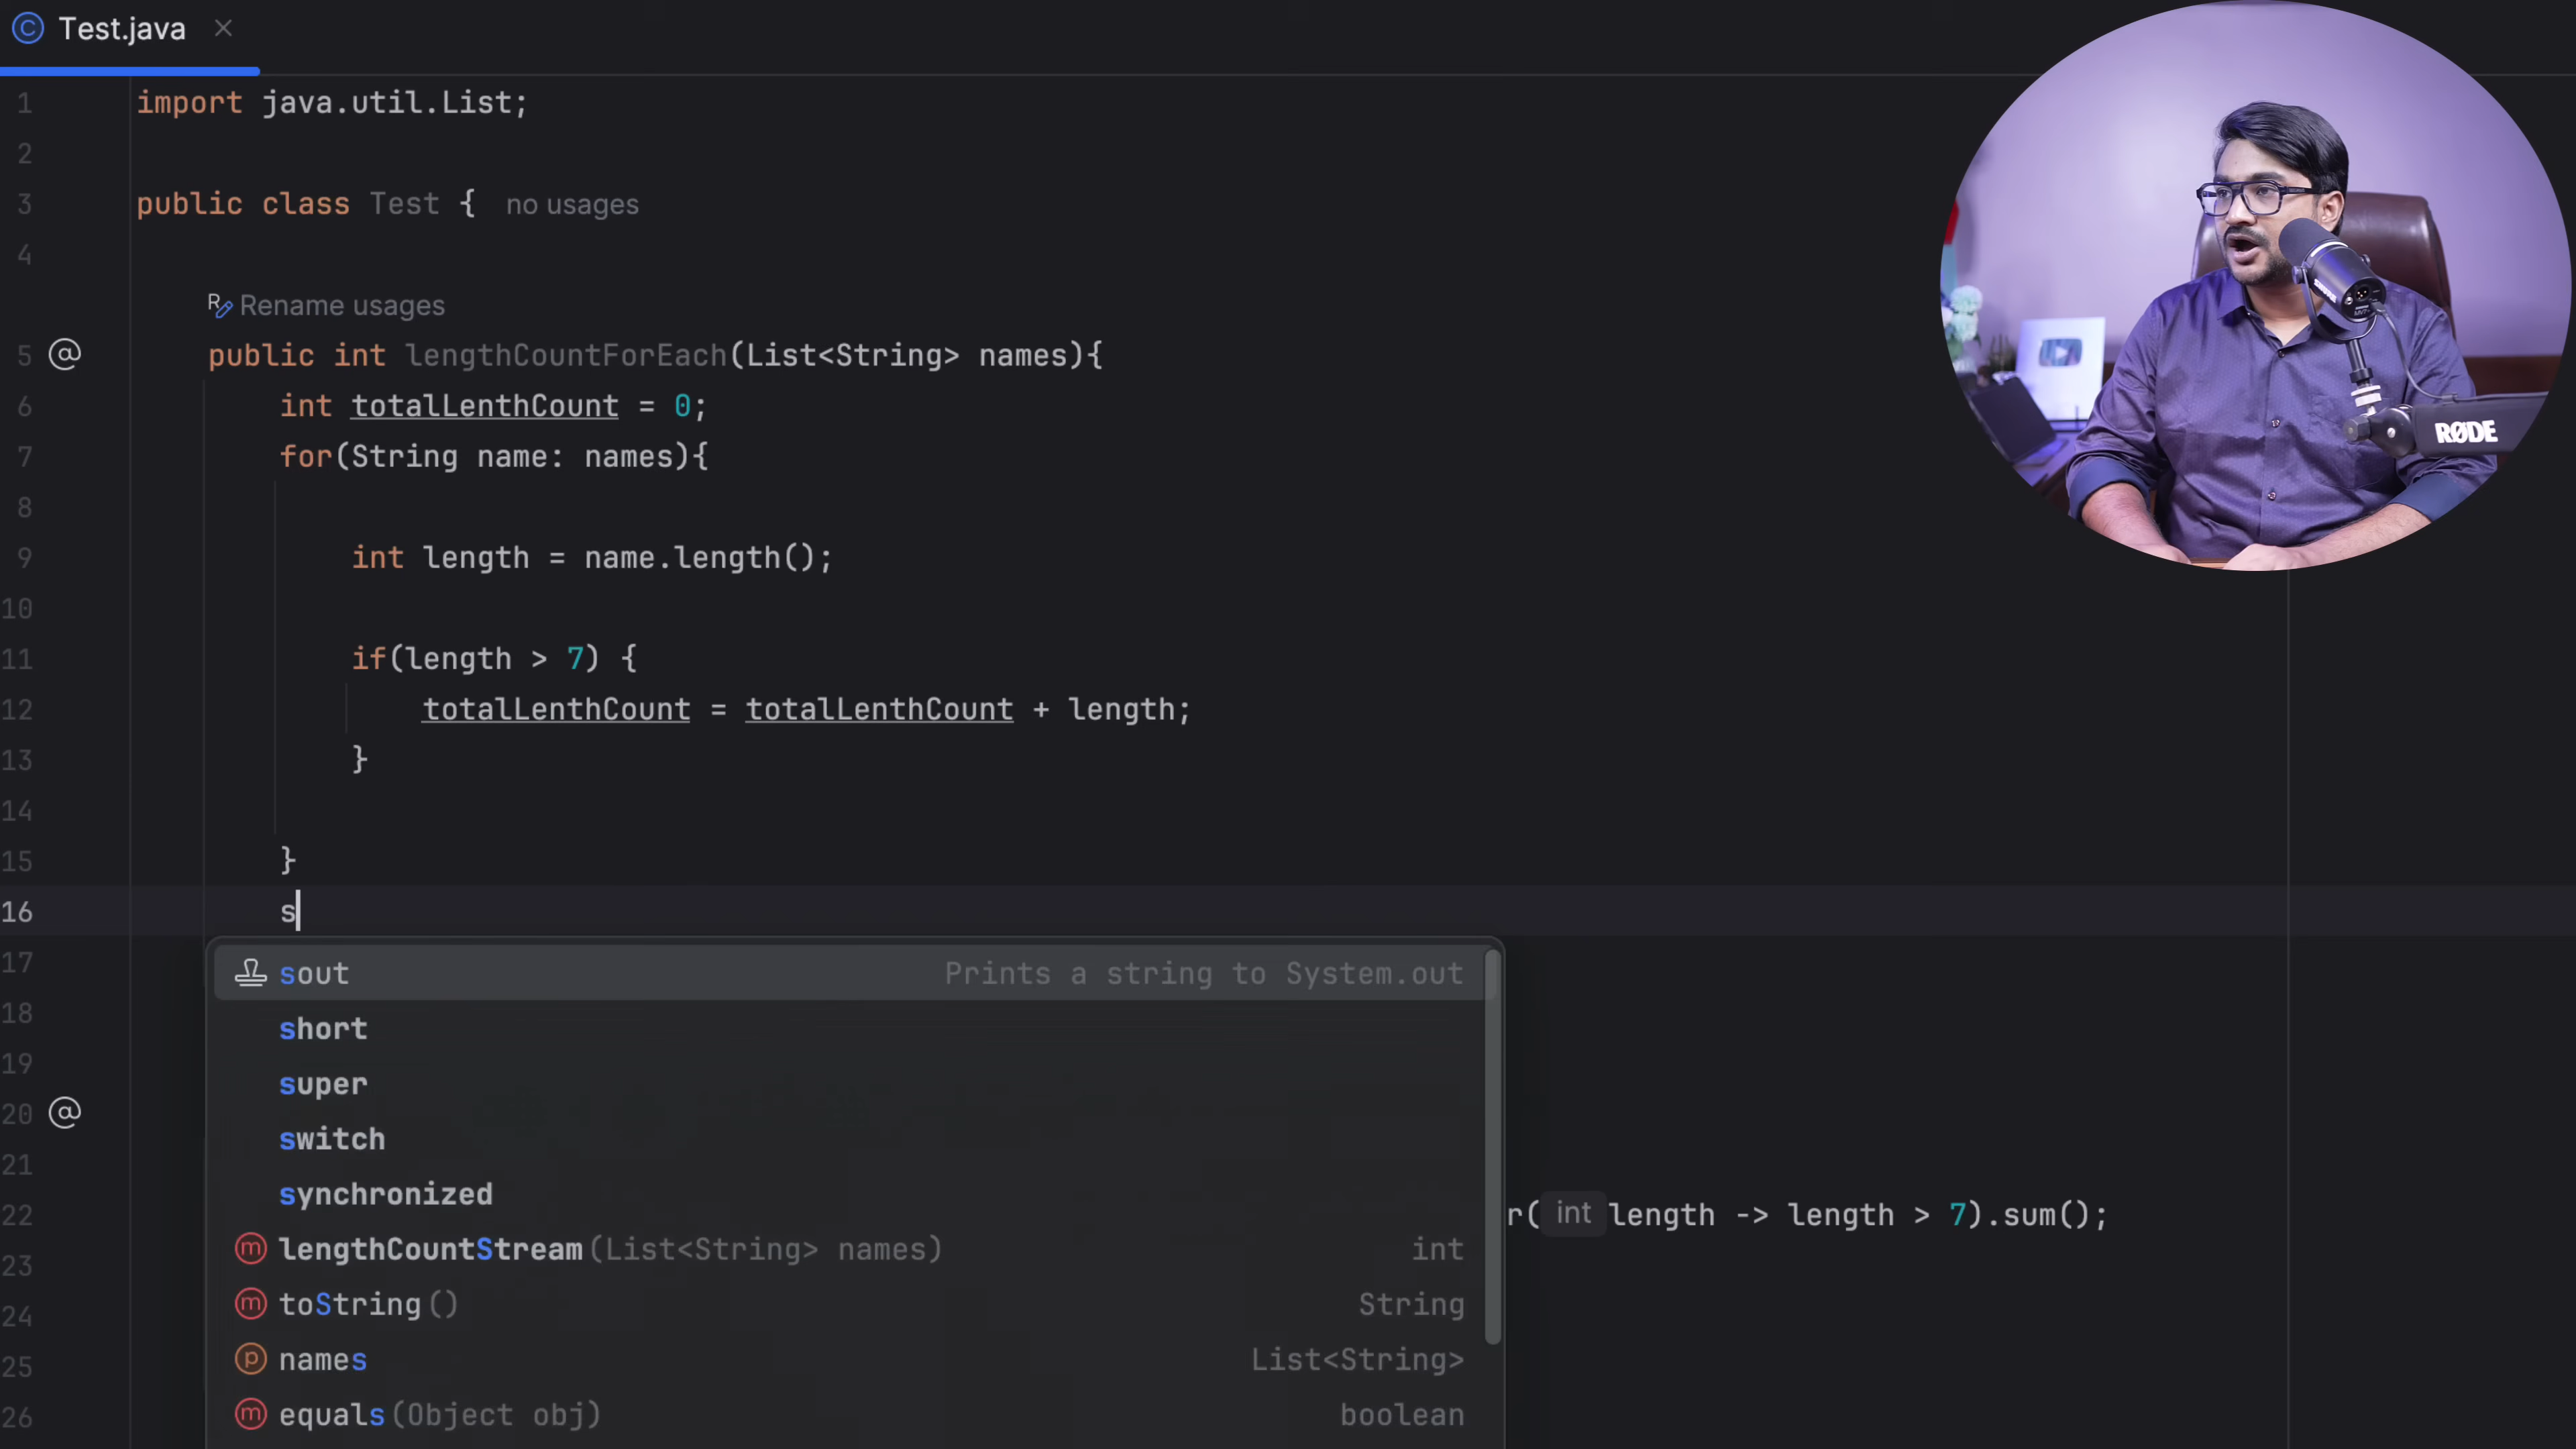 Test.java
1 import java.util.List;
2
3 public class Test { no usages
4
Rename usages
5 @ public int lengthCountForEach(List<String> names){
6 int totalLenthCount = 0;
7 for(String name: names){
8
9 int length = name.length();
10
11 if(length > 7) {
12 totalLenthCount = totalLenthCount + length;
13 }
14
15 }
16 s
17
sout Prints a string to System.out
18
short
19
super
20 @
switch
21
synchronized
22 r( int length -> length > 7).sum();
lengthCountStream(List<String> names) int
23
toString() String
24
names List<String>
25
equals(Object obj) boolean
26
SHURE
RØDE